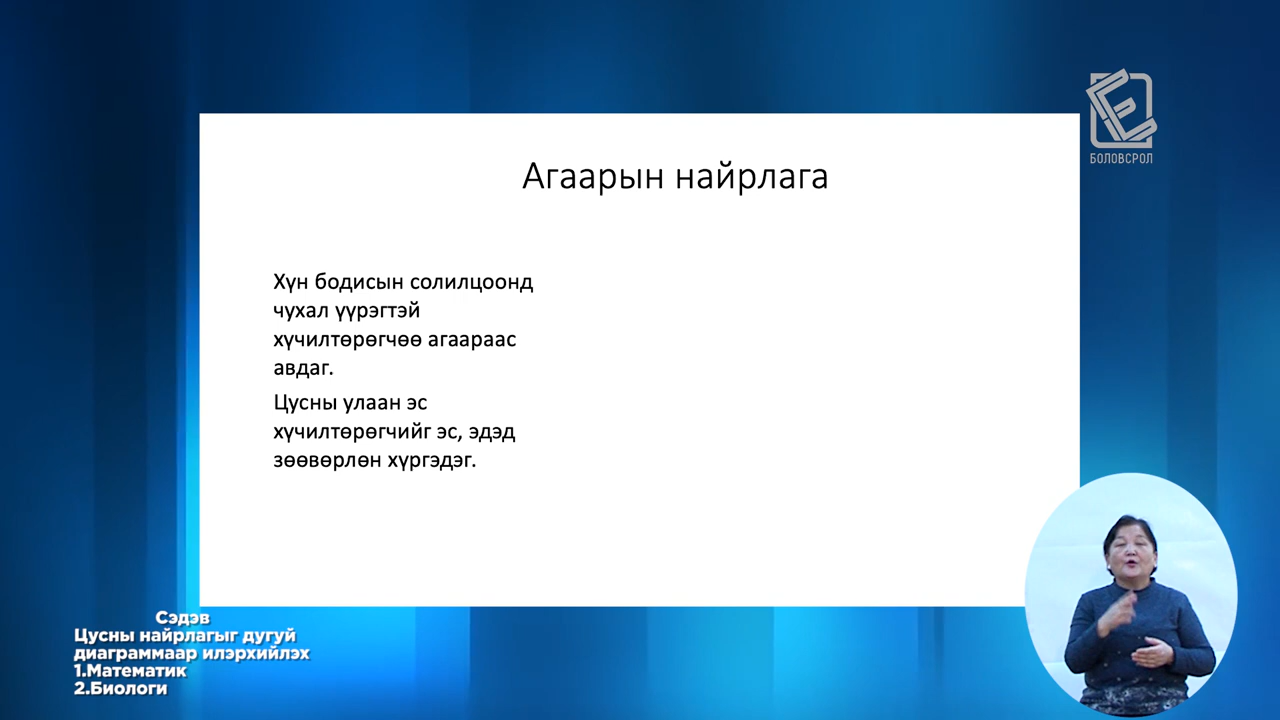 БОЛОВСРОЛ
Агаарын найрлага
Хүн бодисын солилцоонд
чухал үүрэгтэй
хүчилтөрөгчөө агаараас
авдаг.
Цусны улаан эс
хүчилтөрөгчийг эс, эдэд
зөөвөрлөн хүргэдэг.
Сэдэв
Цусны найрлагыг дугуй
диаграммаар илэрхийлэх
1.Математик
2.Биологи